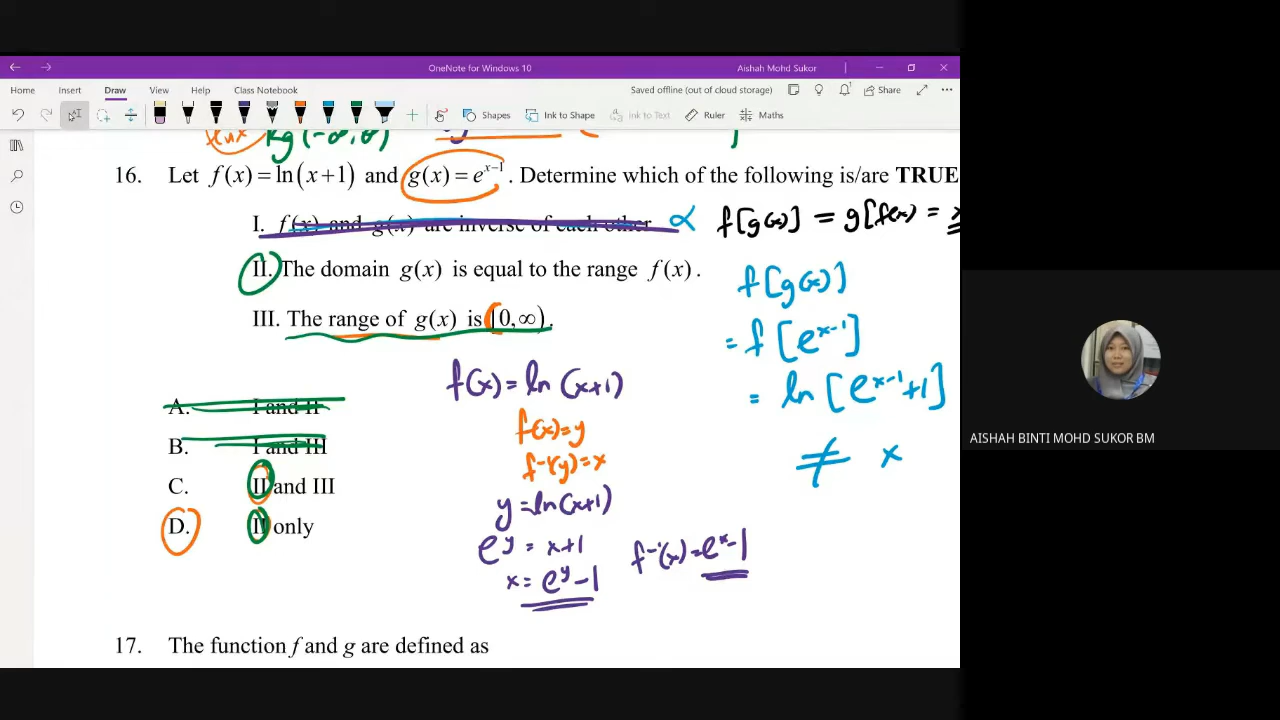 OneNote for Windows 10
Aishah Mohd Sukor
Home Insert Draw View Help Class Notebook
Saved offline (out of cloud storage)
Share
Shapes Ink to Shape Ink to Text Ruler Maths
16. Let f(x) = ln(x+1) and g(x) = e^{x−1}. Determine which of the following is/are TRUE
I. f(x) and g(x) are inverse of each other
f[g(x)] = g[f(x) = x
II. The domain g(x) is equal to the range f(x).
f[g(x)]
III. The range of g(x) is [0,∞).
= f[e^{x-1}]
f(x) = ln (x+1)
= ln [e^{x-1}+1]
A. I and II
f(x)=y
B. I and III
f^{-1}(y)=x
≠ x
C. II and III
y = ln(x+1)
D. II only
e^y = x+1
f^{-1}(x) = e^x - 1
x = e^y - 1
17. The function f and g are defined as
AISHAH BINTI MOHD SUKOR BM